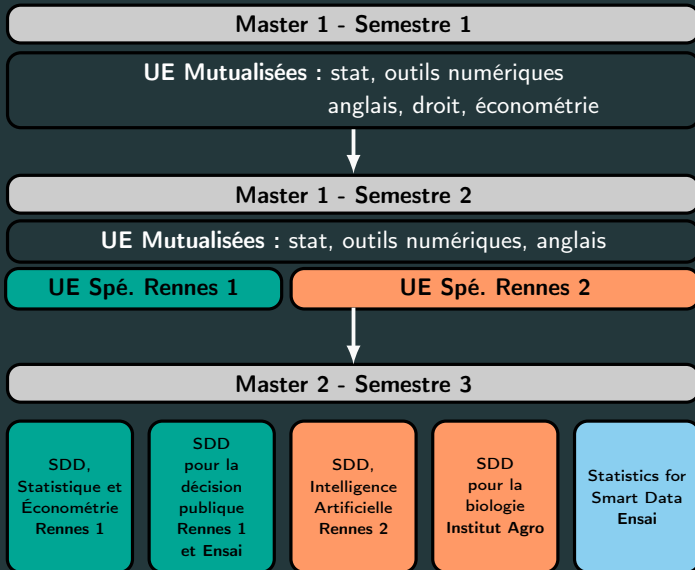 Master 1 - Semestre 1
UE Mutualisées : stat, outils numériques
anglais, droit, économétrie
Master 1 - Semestre 2
UE Mutualisées : stat, outils numériques, anglais
UE Spé. Rennes 1
UE Spé. Rennes 2
Master 2 - Semestre 3
SDD,
Statistique et
Économétrie
Rennes 1
SDD
pour la
décision
publique
Rennes 1
et Ensai
SDD,
Intelligence
Artificielle
Rennes 2
SDD
pour la
biologie
Institut Agro
Statistics for
Smart Data
Ensai